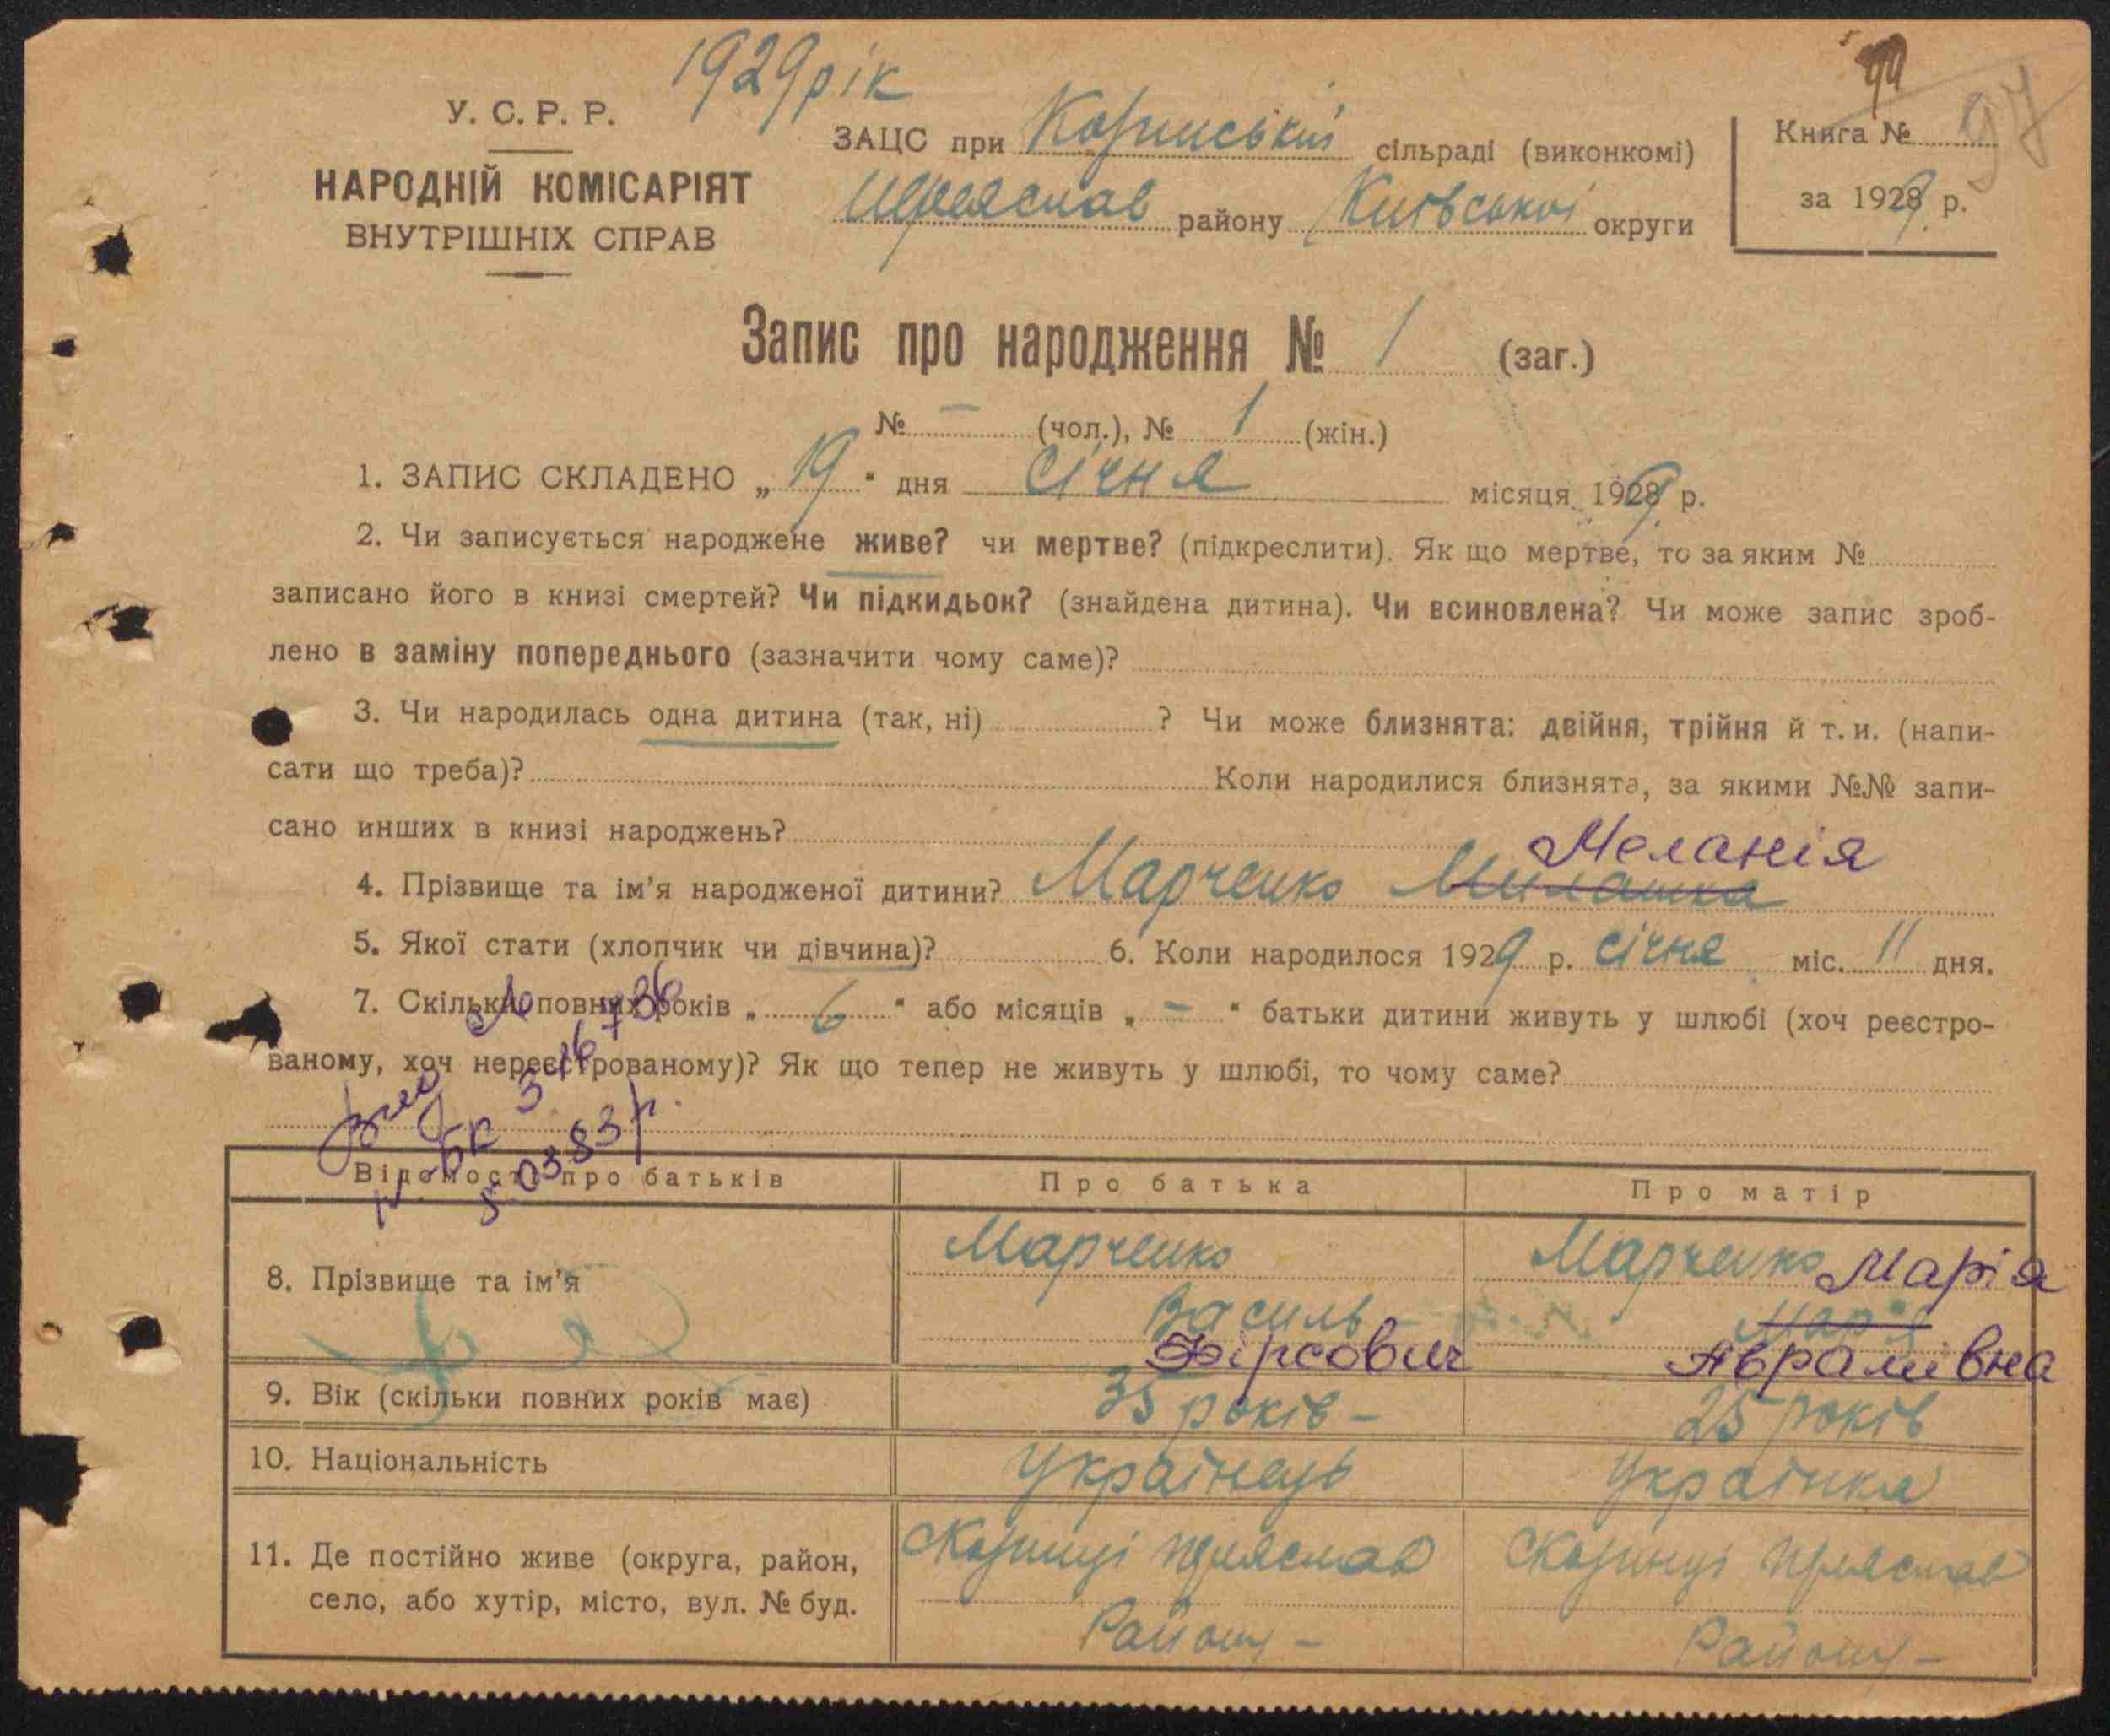 1929 рік
99
97
У. С. Р. Р.
НАРОДНІЙ КОМІСАРІЯТ
ВНУТРІШНІХ СПРАВ
ЗАЦС при сільраді (виконкомі)
району Київської округи
Книга №
за 1929 р.
Запис про народження № 1 (заг.)
№ — (чол.), № 1 (жін.)
1. ЗАПИС СКЛАДЕНО „ 19 “ дня січня місяця 1929 р.
2. Чи записується народжене живе? чи мертве? (підкреслити). Як що мертве, то за яким №
записано його в книзі смертей? Чи підкидьок? (знайдена дитина). Чи всиновлена? Чи може запис зроб-
лено в заміну попереднього (зазначити чому саме)?
3. Чи народилась одна дитина (так, ні) ? Чи може близнята: двійня, трійня й т. и. (напи-
сати що треба)? Коли народилися близнята, за якими №№ запи-
сано инших в книзі народжень?
Меланія
4. Прізвище та ім’я народженої дитини? Марченко Милашка
5. Якої стати (хлопчик чи дівчина)? 6. Коли народилося 1929 р. січня міс. 11 дня.
7. Скільки повних років „ 6 “ або місяців „ — “ батьки дитини живуть у шлюбі (хоч реєстро-
ваному, хоч нереєстрованому)? Як що тепер не живуть у шлюбі, то чому саме?
Відомості про батьків Про батька Про матір
8. Прізвище та ім’я Марченко Марченко Марія
Василь Мар'я
Фірсович Аврамівна
9. Вік (скільки повних років має) 35 років – 25 років
10. Національність Українець Українка
11. Де постійно живе (округа, район,
село, або хутір, місто, вул. № буд.
Району – Району –